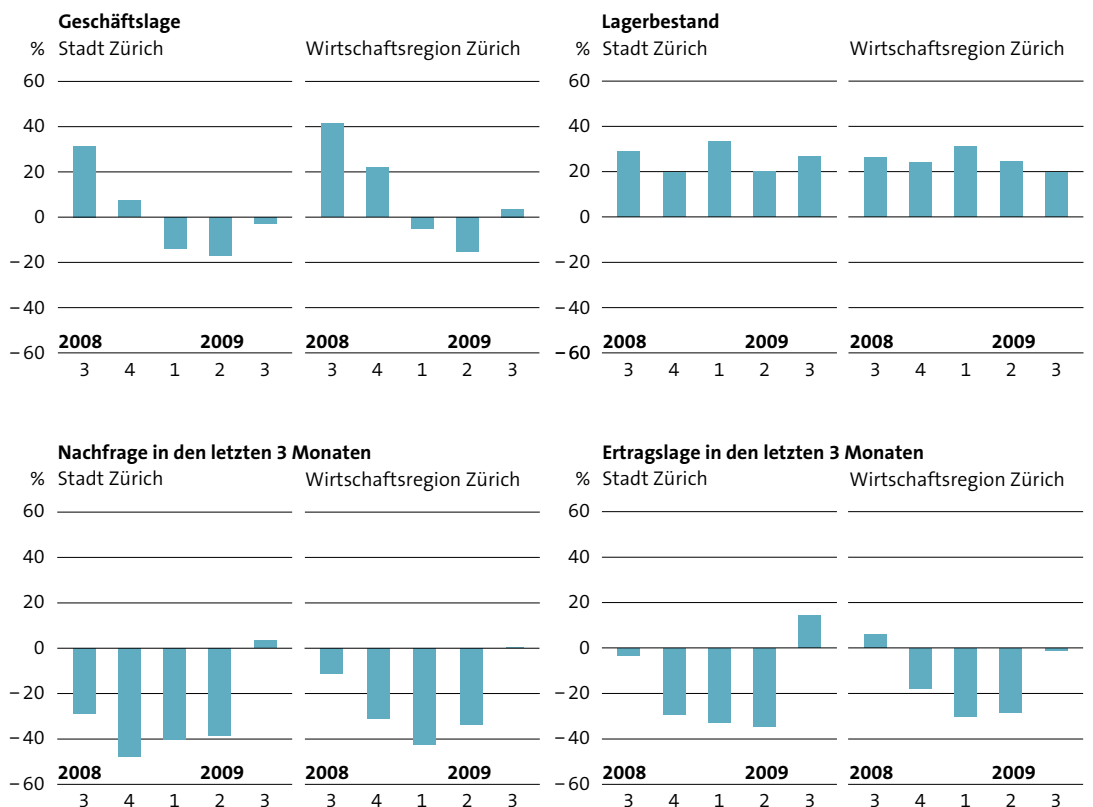 Geschäftslage
% Stadt Zürich Wirtschaftsregion Zürich
60
40
20
0
– 20
– 40
2008 2009 2008 2009
– 60
3 4 1 2 3 3 4 1 2 3
Lagerbestand
% Stadt Zürich Wirtschaftsregion Zürich
60
40
20
0
– 20
– 40
2008 2009 2008 2009
– 60
3 4 1 2 3 3 4 1 2 3
Nachfrage in den letzten 3 Monaten
% Stadt Zürich Wirtschaftsregion Zürich
60
40
20
0
– 20
– 40
2008 2009 2008 2009
– 60
3 4 1 2 3 3 4 1 2 3
Ertragslage in den letzten 3 Monaten
% Stadt Zürich Wirtschaftsregion Zürich
60
40
20
0
– 20
– 40
2008 2009 2008 2009
– 60
3 4 1 2 3 3 4 1 2 3